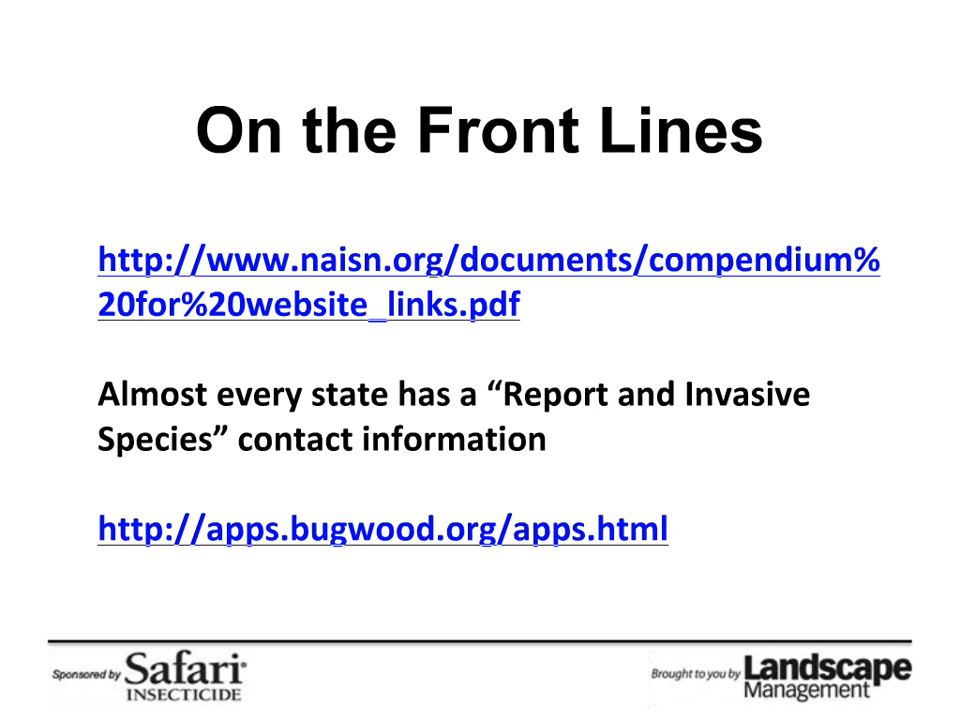 On the Front Lines
http://www.naisn.org/documents/compendium%
20for%20website_links.pdf
Almost every state has a “Report and Invasive
Species” contact information
http://apps.bugwood.org/apps.html
Sponsored by Safari®
INSECTICIDE
Brought to you by Landscape
Management